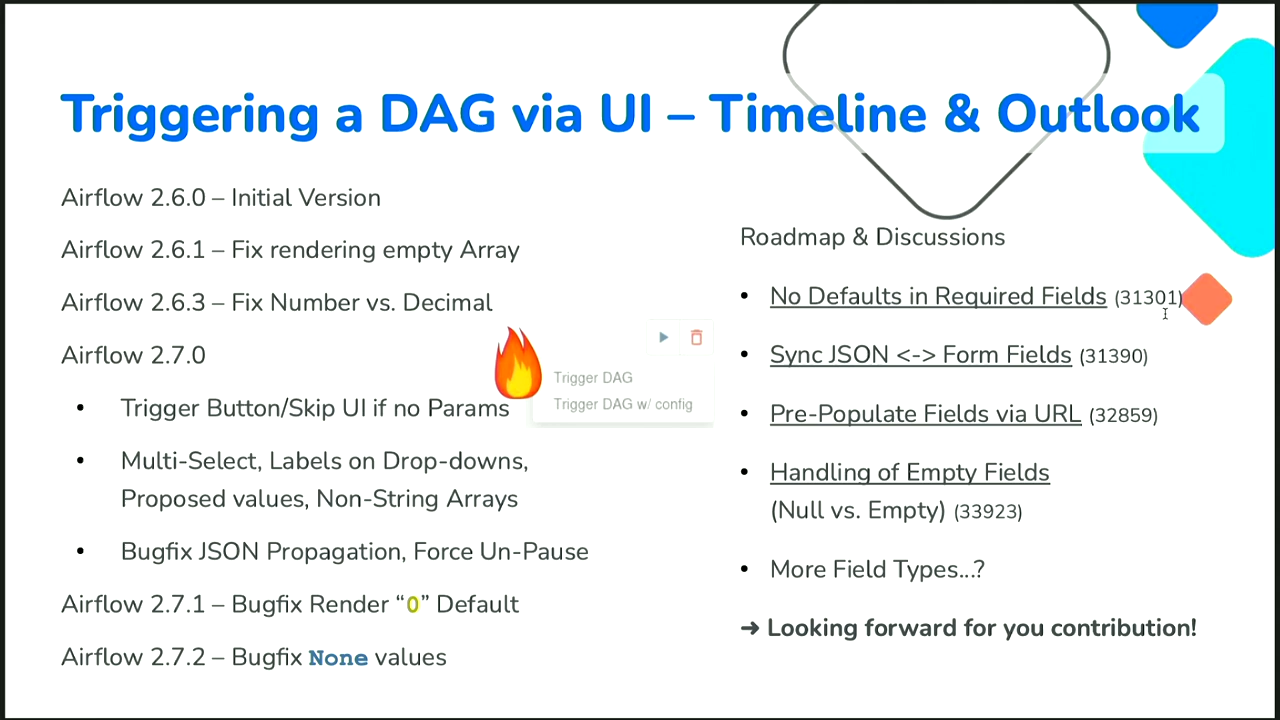 Triggering a DAG via UI – Timeline & Outlook
Airflow 2.6.0 – Initial Version
Airflow 2.6.1 – Fix rendering empty Array
Airflow 2.6.3 – Fix Number vs. Decimal
Airflow 2.7.0
• Trigger Button/Skip UI if no Params
Trigger DAG
Trigger DAG w/ config
• Multi-Select, Labels on Drop-downs,
Proposed values, Non-String Arrays
• Bugfix JSON Propagation, Force Un-Pause
Airflow 2.7.1 – Bugfix Render “0” Default
Airflow 2.7.2 – Bugfix None values
Roadmap & Discussions
• No Defaults in Required Fields (31301)
• Sync JSON <-> Form Fields (31390)
• Pre-Populate Fields via URL (32859)
• Handling of Empty Fields
(Null vs. Empty) (33923)
• More Field Types...?
➔ Looking forward for you contribution!